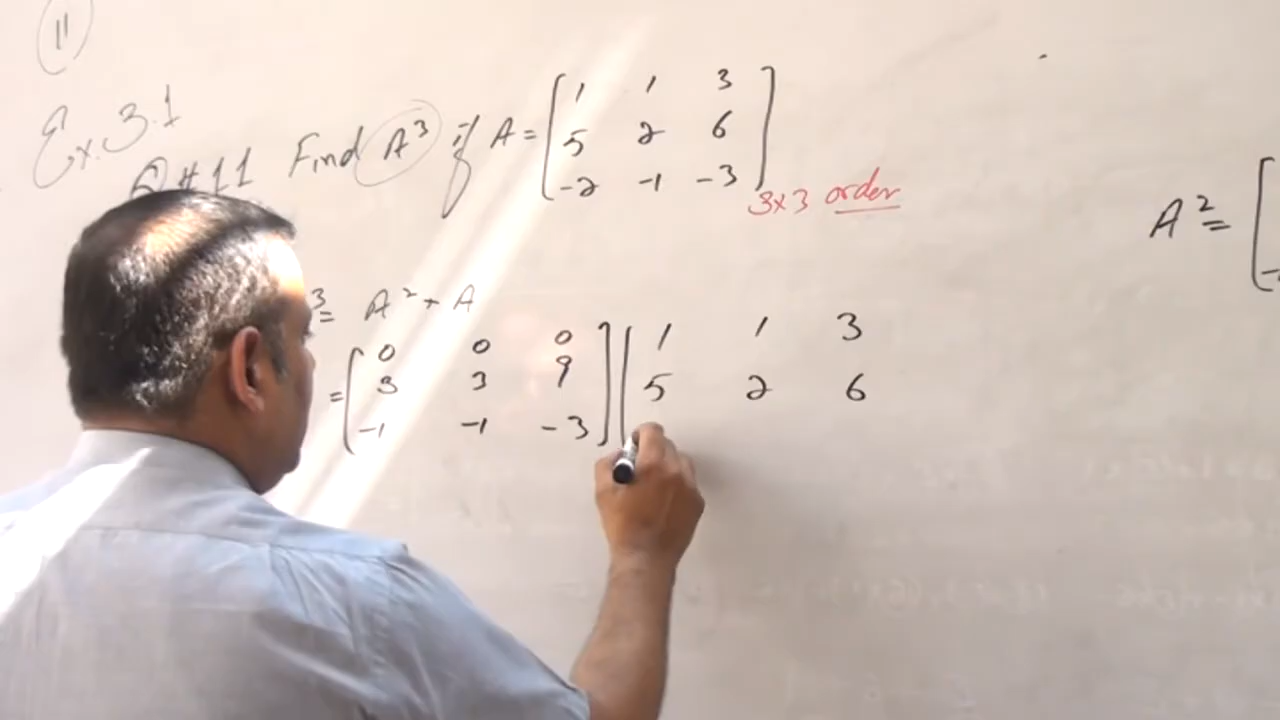 11
Ex. 3.1
Q #11 Find A³ if A = [ 1 1 3
5 2 6
-2 -1 -3 ]
3x3 order
A² = [
3 = A² × A
= [ 0 0 0 ] [ 1 1 3
3 3 9 5 2 6
-1 -1 -3